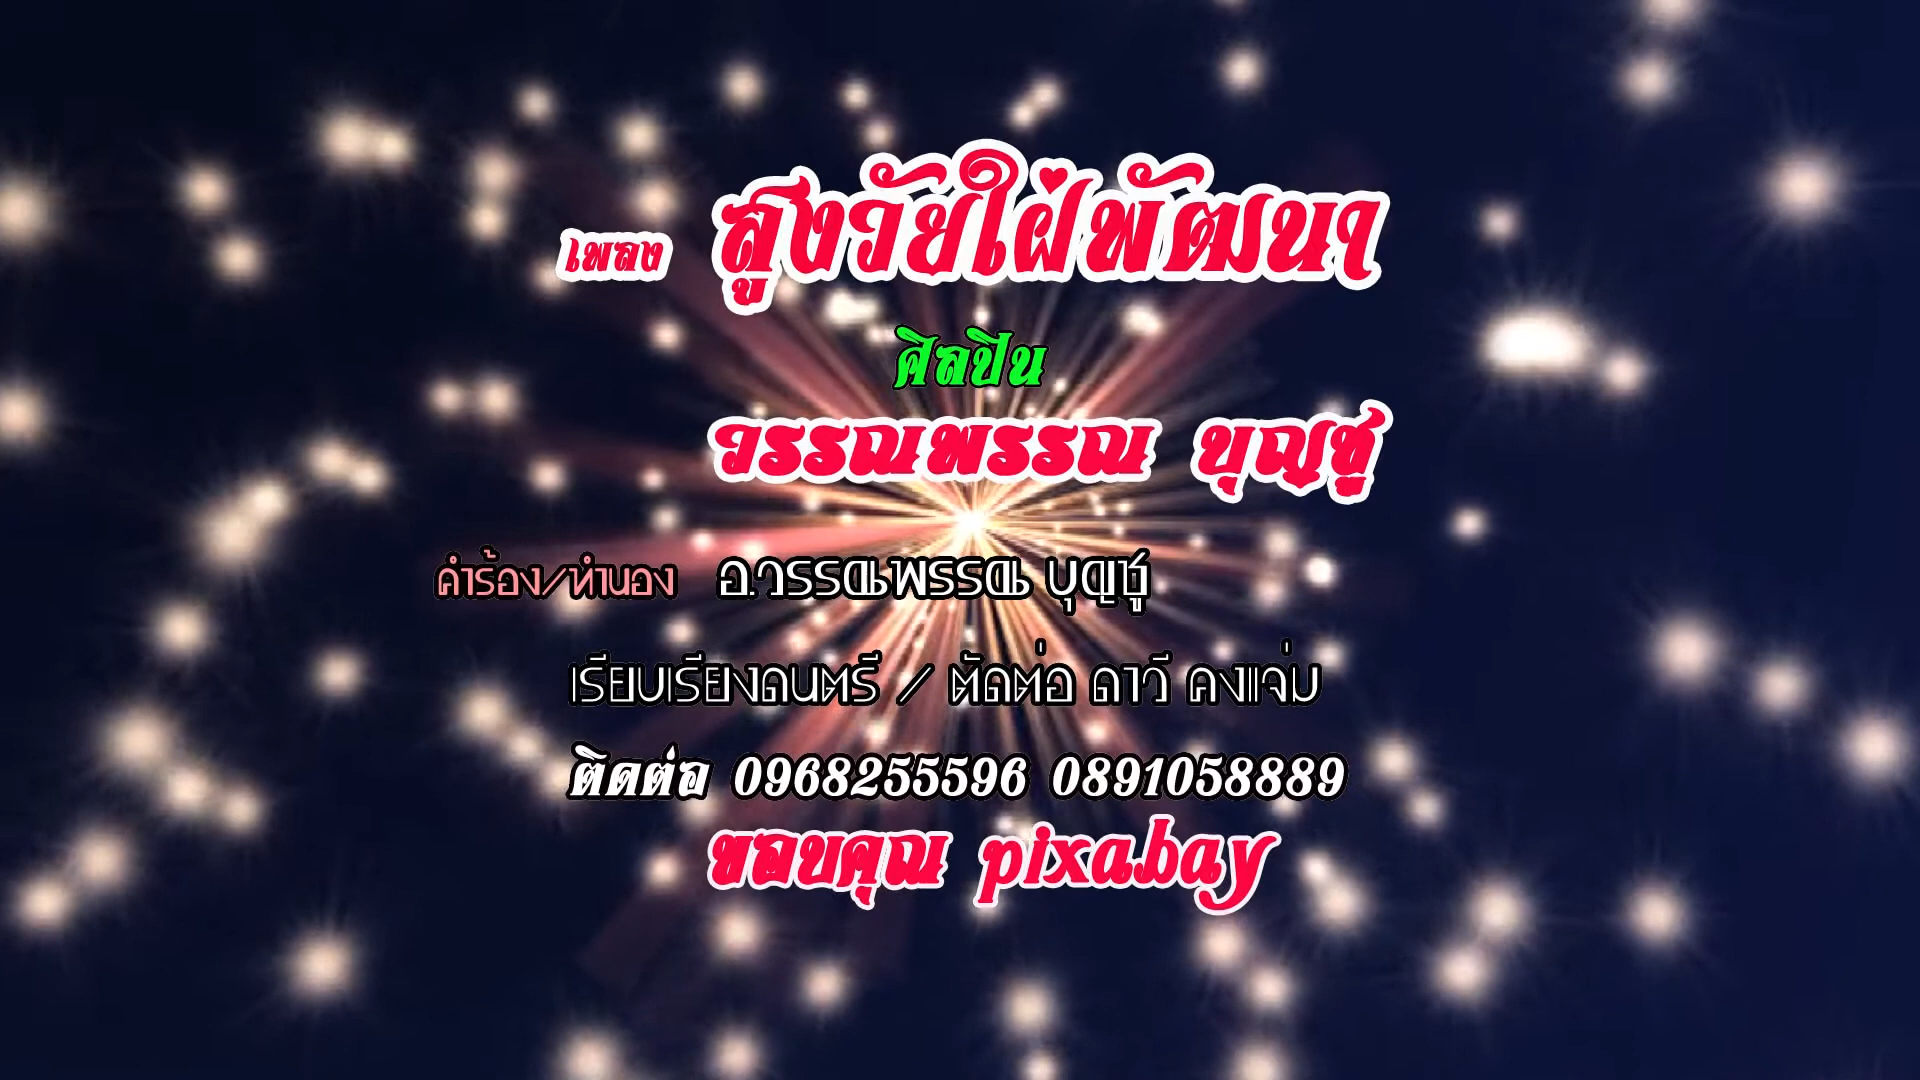 เพลง สูงวัยใฝ่พัฒนา
ศิลปิน
วรรณพรรณ บุญชู
คำร้อง/ทำนอง อ.วรรณพรรณ บุญชู
เรียบเรียงดนตรี / ตัดต่อ ดาวี คงแจ่ม
ติดต่อ 0968255596 0891058889
ขอบคุณ pixabay